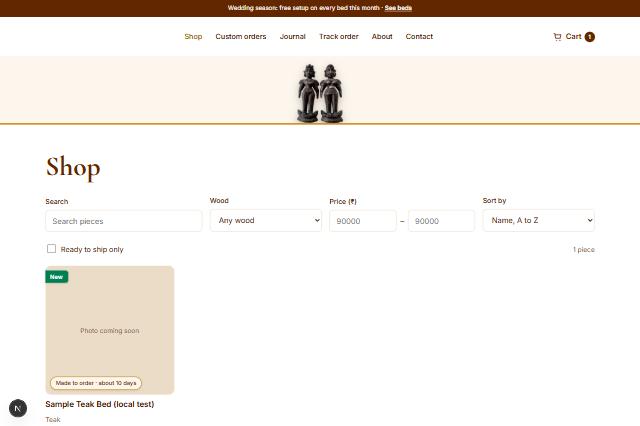 Wedding season: free setup on every bed this month · See beds
Shop Custom orders Journal Track order About Contact Cart 1
Shop
Search Wood Price (₹) Sort by
Search pieces Any wood 90000 – 90000 Name, A to Z
Ready to ship only 1 piece
New
Photo coming soon
Made to order · about 10 days
Sample Teak Bed (local test)
Teak
N